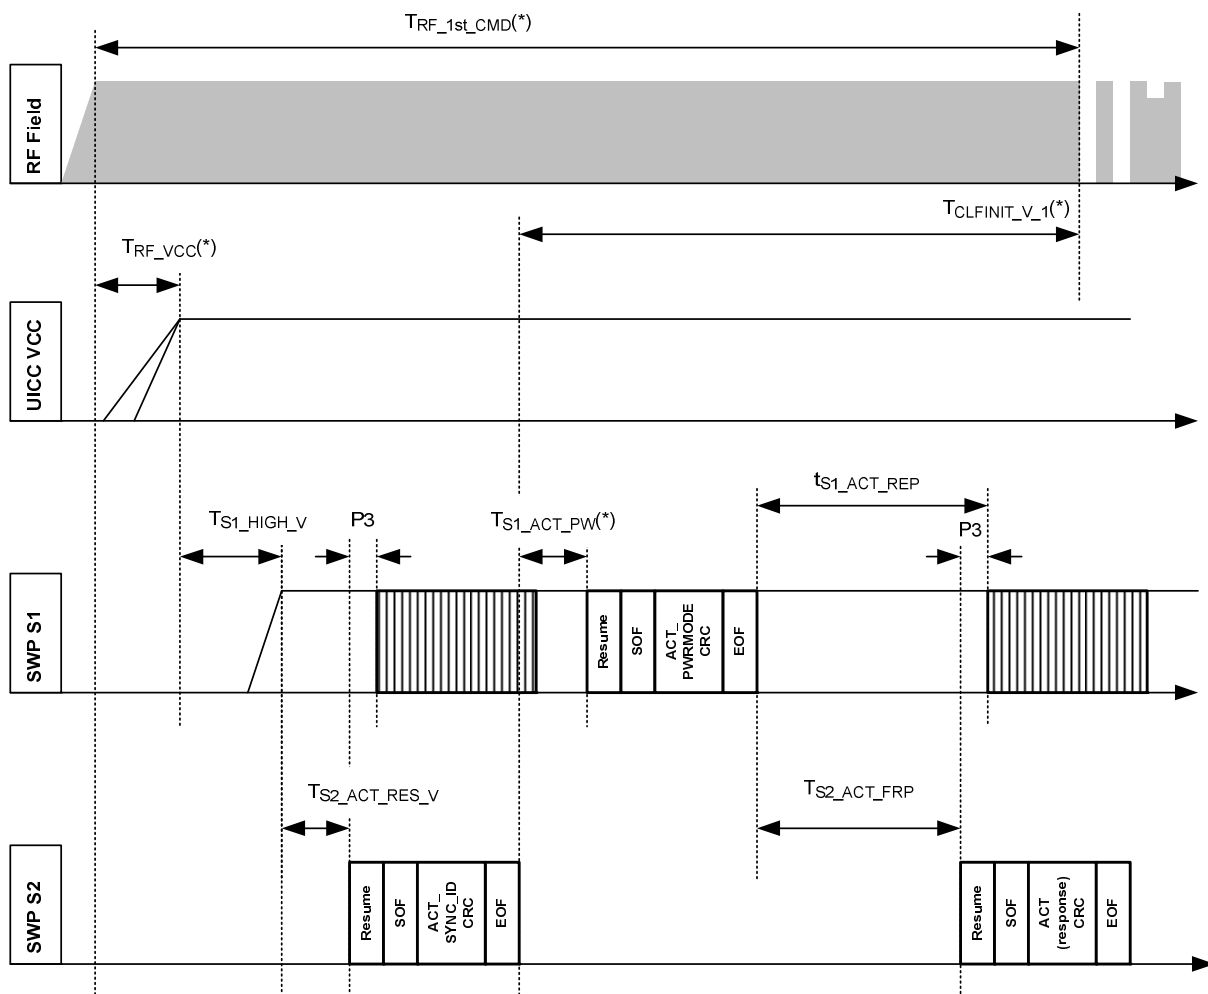 TRF_1st_CMD(*)
RF Field
TCLFINIT_V_1(*)
TRF_VCC(*)
UICC VCC
tS1_ACT_REP
TS1_HIGH_V
P3
TS1_ACT_PW(*)
P3
SWP S1
Resume
SOF
ACT_
PWRMODE
CRC
EOF
TS2_ACT_RES_V
TS2_ACT_FRP
SWP S2
Resume
SOF
ACT_
SYNC_ID
CRC
EOF
Resume
SOF
ACT
(response)
CRC
EOF